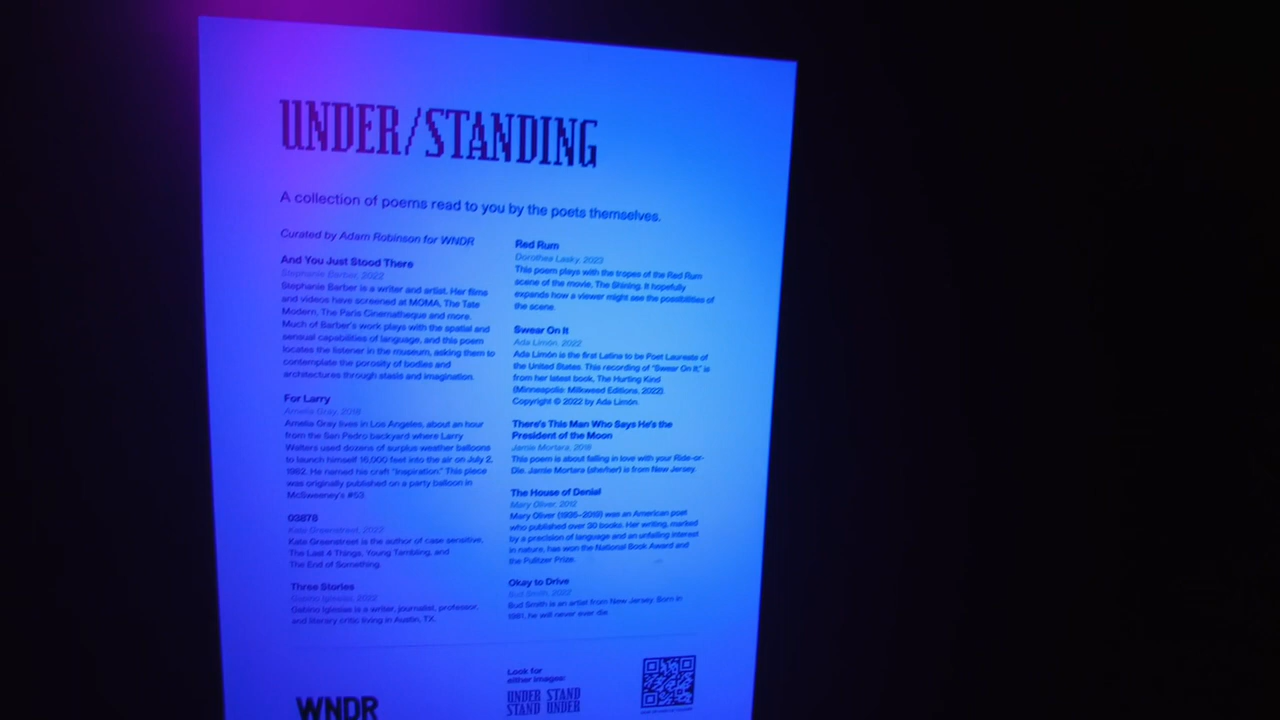 UNDER/STANDING
A collection of poems read to you by the poets themselves.
Curated by Adam Robinson for WNDR
And You Just Stood There
Stephanie Barber, 2022
Stephanie Barber is a writer and artist. Her films
and videos have screened at MOMA, The Tate
Modern, The Paris Cinematheque and more.
Much of Barber's work plays with the spatial and
sensual capabilities of language, and this poem
locates the listener in the museum, asking them to
contemplate the porosity of bodies and
architectures through stasis and imagination.
For Larry
Amelia Gray, 2018
Amelia Gray lives in Los Angeles, about an hour
from the San Pedro backyard where Larry
Walters used dozens of surplus weather balloons
to launch himself 16,000 feet into the air on July 2,
1982. He named his craft "Inspiration." This piece
was originally published on a party balloon in
McSweeney's #53.
03878
Kate Greenstreet, 2022
Kate Greenstreet is the author of case sensitive,
The Last 4 Things, Young Tambling, and
The End of Something.
Three Stories
Gabino Iglesias, 2022
Gabino Iglesias is a writer, journalist, professor,
and literary critic living in Austin, TX.
Red Rum
Dorothea Lasky, 2023
This poem plays with the tropes of the Red Rum
scene of the movie, The Shining. It hopefully
expands how a viewer might see the possibilities of
the scene.
Swear On It
Ada Limón, 2022
Ada Limón is the first Latina to be Poet Laureate of
the United States. This recording of "Swear On It," is
from her latest book, The Hurting Kind
(Minneapolis: Milkweed Editions, 2022).
Copyright © 2022 by Ada Limón.
There's This Man Who Says He's the
President of the Moon
Jamie Mortara, 2018
This poem is about falling in love with your Ride-or-
Die. Jamie Mortara (she/her) is from New Jersey.
The House of Denial
Mary Oliver, 2012
Mary Oliver (1935–2019) was an American poet
who published over 30 books. Her writing, marked
by a precision of language and an unfailing interest
in nature, has won the National Book Award and
the Pulitzer Prize.
Okay to Drive
Bud Smith, 2022
Bud Smith is an artist from New Jersey. Born in
1981, he will never ever die.
WNDR
Look for
either images:
UNDER STAND
STAND UNDER